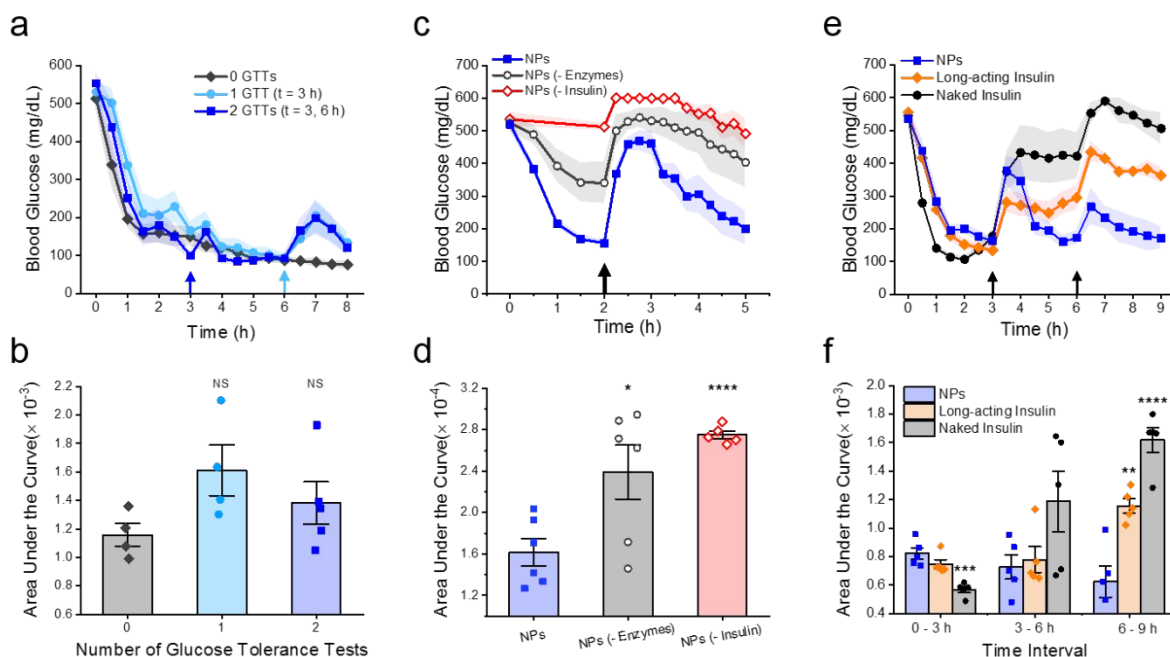 a
Blood Glucose (mg/dL)
600
500
400
300
200
100
0
0 GTTs
1 GTT (t = 3 h)
2 GTTs (t = 3, 6 h)
0 1 2 3 4 5 6 7 8
Time (h)
c
Blood Glucose (mg/dL)
700
600
500
400
300
200
100
0
NPs
NPs (- Enzymes)
NPs (- Insulin)
0 1 2 3 4 5
Time (h)
e
Blood Glucose (mg/dL)
700
600
500
400
300
200
100
0
NPs
Long-acting Insulin
Naked Insulin
0 1 2 3 4 5 6 7 8 9
Time (h)
b
Area Under the Curve(× 10⁻³)
2.2
2.0
1.8
1.6
1.4
1.2
1.0
0.8
0.6
NS
NS
0 1 2
Number of Glucose Tolerance Tests
d
Area Under the Curve(× 10⁻⁴)
3.2
2.8
2.4
2.0
1.6
1.2
*
****
NPs
NPs (- Enzymes)
NPs (- Insulin)
f
Area Under the Curve(× 10⁻³)
2.0
1.8
1.6
1.4
1.2
1.0
0.8
0.6
0.4
NPs
Long-acting Insulin
Naked Insulin
***
**
****
0 - 3 h
3 - 6 h
6 - 9 h
Time Interval